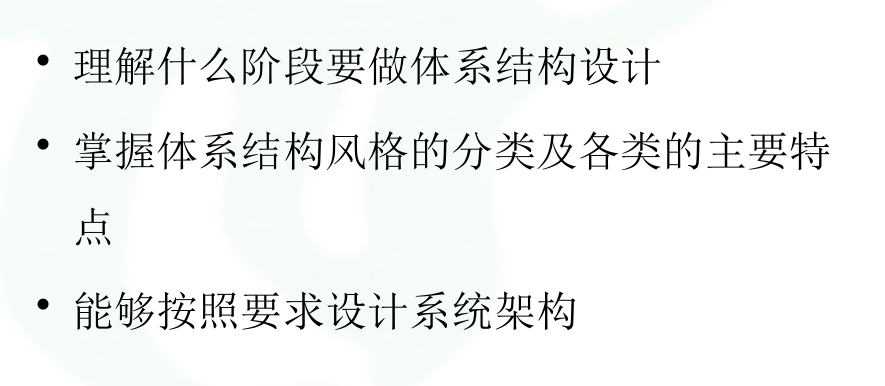 • 理解什么阶段要做体系结构设计
• 掌握体系结构风格的分类及各类的主要特
点
• 能够按照要求设计系统架构